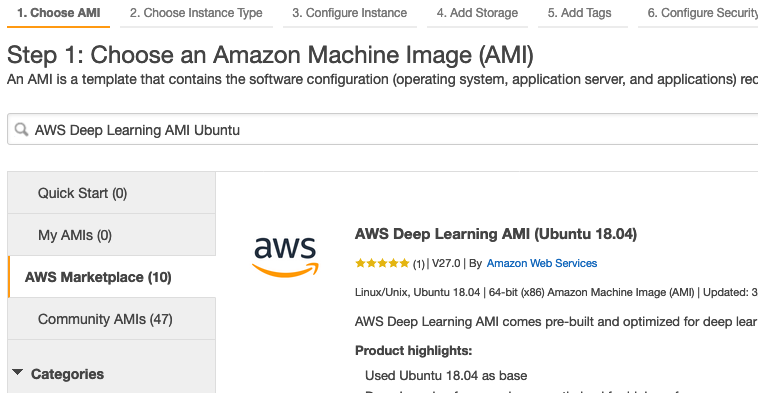 1. Choose AMI 2. Choose Instance Type 3. Configure Instance 4. Add Storage 5. Add Tags 6. Configure Security
Step 1: Choose an Amazon Machine Image (AMI)
An AMI is a template that contains the software configuration (operating system, application server, and applications)
AWS Deep Learning AMI Ubuntu
Quick Start (0)
My AMIs (0)
AWS Marketplace (10)
Community AMIs (47)
Categories
aws
AWS Deep Learning AMI (Ubuntu 18.04)
(1) | V27.0 | By Amazon Web Services
Linux/Unix, Ubuntu 18.04 | 64-bit (x86) Amazon Machine Image (AMI) | Updated: 3
AWS Deep Learning AMI comes pre-built and optimized for deep lear
Product highlights:
Used Ubuntu 18.04 as base